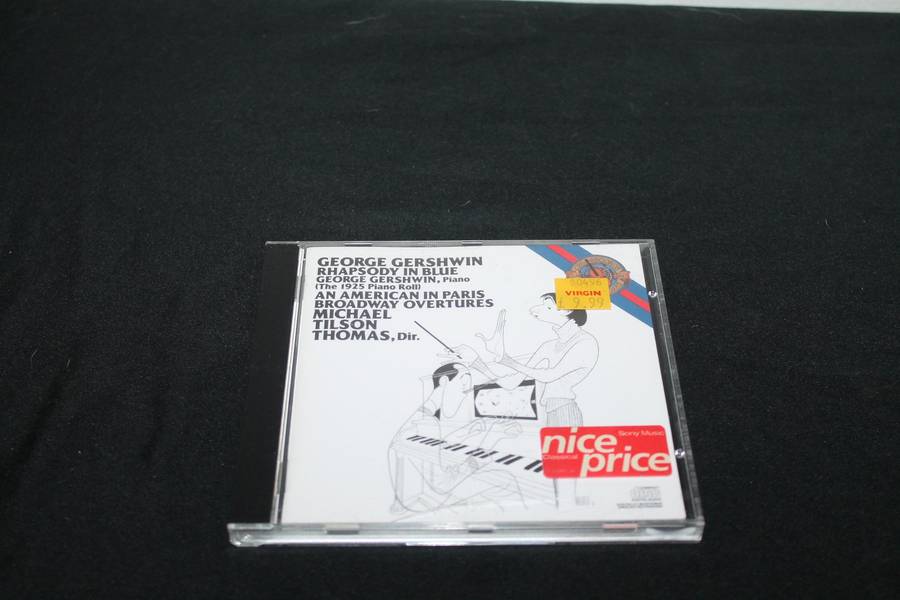 GEORGE GERSHWIN
RHAPSODY IN BLUE
GEORGE GERSHWIN, Piano
(The 1925 Piano Roll)
AN AMERICAN IN PARIS
BROADWAY OVERTURES
MICHAEL
TILSON
THOMAS, Dir.
80496
VIRGIN
£ 9.99
Sony Music
nice
Classical
price